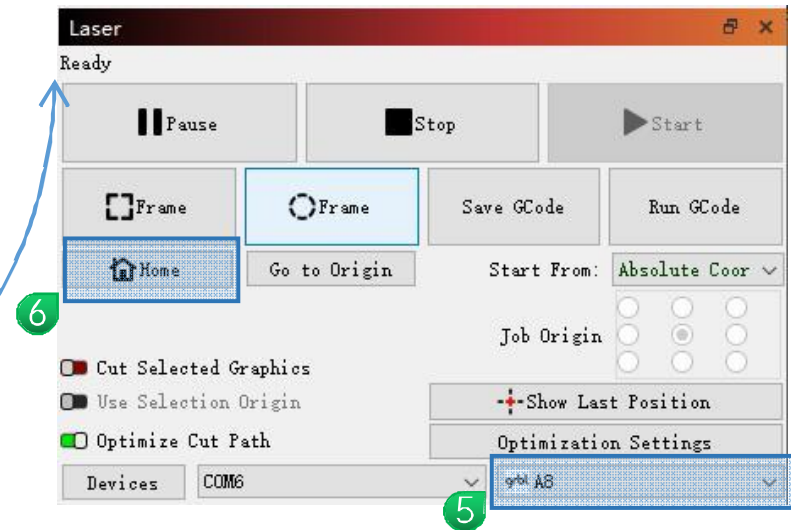 Laser
Ready
Pause
Stop
Start
Frame
Frame
Save GCode
Run GCode
Home
Go to Origin
Start From:
Absolute Coor
6
Job Origin
Cut Selected Graphics
Use Selection Origin
Show Last Position
Optimize Cut Path
Optimization Settings
Devices
COM6
grbl A8
5